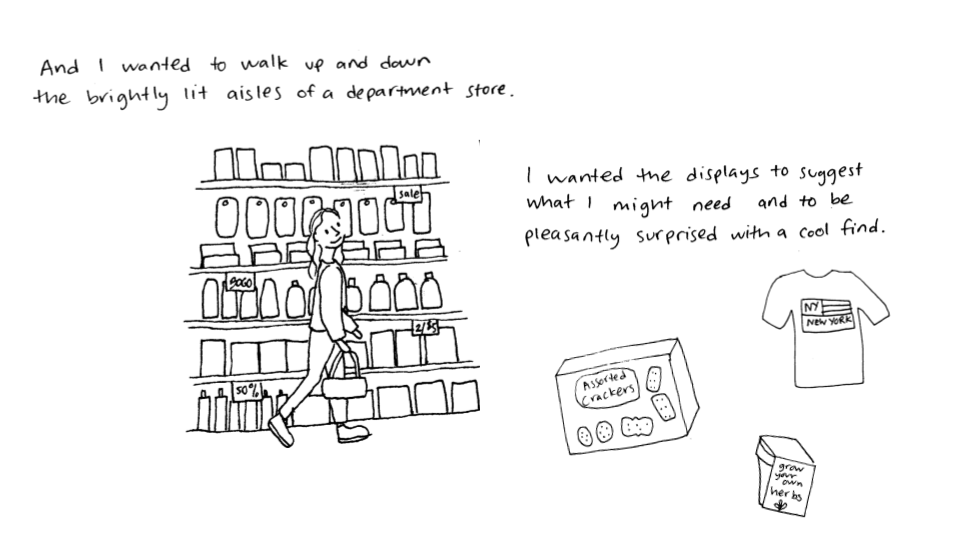 And I wanted to walk up and down
the brightly lit aisles of a department store.
I wanted the displays to suggest
what I might need and to be
pleasantly surprised with a cool find.
sale
BOGO
2/$5
50%
NY
NEW YORK
Assorted
Crackers
grow
your
own
herbs